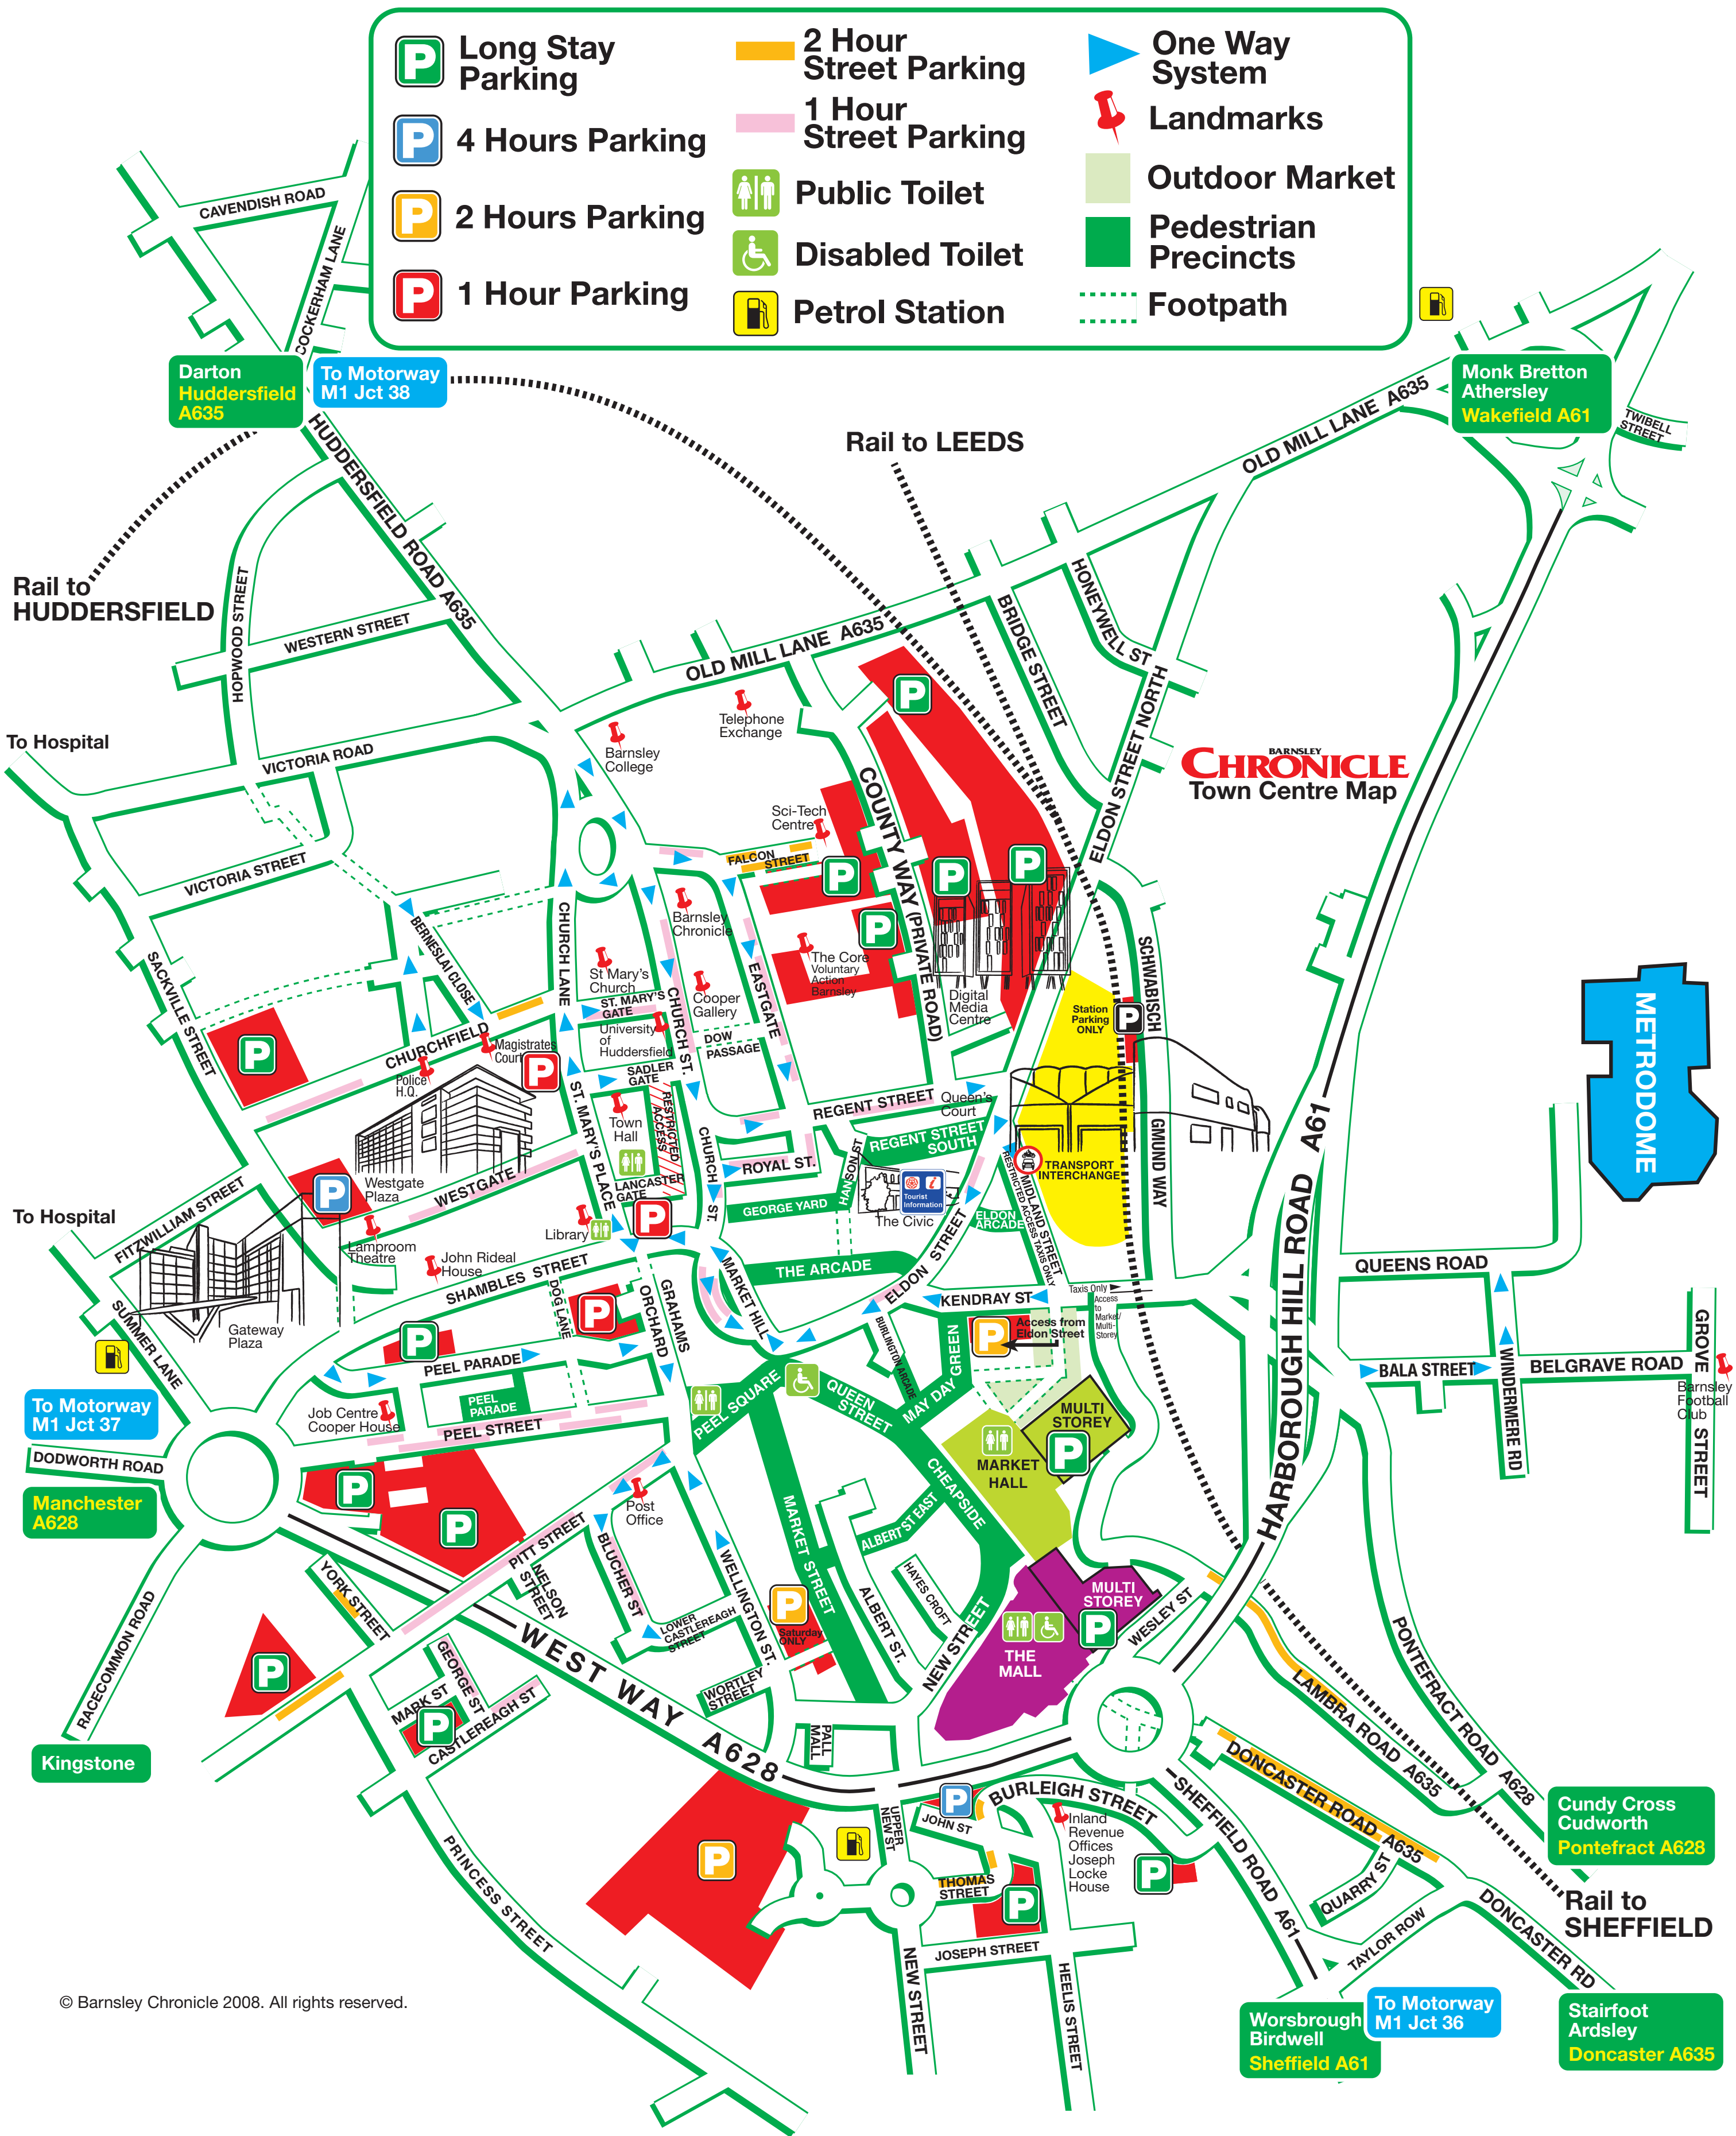 Long Stay
Parking
4 Hours Parking
2 Hours Parking
1 Hour Parking
2 Hour
Street Parking
1 Hour
Street Parking
Public Toilet
Disabled Toilet
Petrol Station
One Way
System
Landmarks
Outdoor Market
Pedestrian
Precincts
Footpath
CAVENDISH ROAD
COCKERHAM LANE
Darton
Huddersfield
A635
To Motorway
M1 Jct 38
Monk Bretton
Athersley
Wakefield A61
TWIBELL
STREET
OLD MILL LANE A635
Rail to LEEDS
HUDDERSFIELD ROAD A635
Rail to
HUDDERSFIELD
HOPWOOD STREET
WESTERN STREET
OLD MILL LANE A635
BRIDGE STREET
HONEYWELL ST
ELDON STREET NORTH
To Hospital
VICTORIA ROAD
Telephone
Exchange
Barnsley
College
BARNSLEY
CHRONICLE
Town Centre Map
Sci-Tech
Centre
COUNTY WAY (PRIVATE ROAD)
FALCON
STREET
VICTORIA STREET
SACKVILLE STREET
BERNESLAI CLOSE
CHURCH LANE
Barnsley
Chronicle
St Mary's
Church
Cooper
Gallery
EASTGATE
The Core
Voluntary
Action
Barnsley
Digital
Media
Centre
SCHWABISCH
GMUND WAY
Station
Parking
ONLY
METRODOME
ST. MARY'S
GATE
CHURCH ST.
University
of
Huddersfield
DOW
PASSAGE
CHURCHFIELD
Magistrates
Court
Police
H.Q.
SADLER
GATE
RESTRICTED
ACCESS
ST. MARY'S PLACE
Town
Hall
LANCASTER
GATE
REGENT STREET
Queen's
Court
REGENT STREET
SOUTH
ROYAL ST.
HANSON ST
GEORGE YARD
CHURCH ST.
Tourist
Information
The Civic
ELDON
ARCADE
MIDLAND STREET
RESTRICTED ACCESS TAXIS ONLY
TRANSPORT
INTERCHANGE
HARBOROUGH HILL ROAD A61
Westgate
Plaza
WESTGATE
FITZWILLIAM STREET
To Hospital
Lamproom
Theatre
Library
John Rideal
House
SHAMBLES STREET
DOG LANE
ORCHARD
GRAHAMS
MARKET HILL
THE ARCADE
ELDON STREET
KENDRAY ST
Taxis Only
Access
to
Market/
Multi-
Storey
Access from
Eldon Street
QUEENS ROAD
BALA STREET
BELGRAVE ROAD
WINDERMERE RD
GROVE STREET
Barnsley
Football
Club
Gateway
Plaza
SUMMER LANE
PEEL PARADE
PEEL
PARADE
PEEL STREET
Job Centre
Cooper House
BURLINGTON ARCADE
MAY DAY GREEN
QUEEN
STREET
PEEL SQUARE
MULTI
STOREY
MARKET
HALL
CHEAPSIDE
To Motorway
M1 Jct 37
DODWORTH ROAD
Manchester
A628
Post
Office
PITT STREET
NELSON
STREET
BLUCHER ST
LOWER
CASTLEREAGH
STREET
WELLINGTON ST.
MARKET STREET
ALBERT ST EAST
HAYES CROFT
ALBERT ST.
NEW STREET
Saturday
ONLY
MULTI
STOREY
THE
MALL
WESLEY ST
YORK STREET
RACECOMMON ROAD
Kingstone
GEORGE ST
MARK ST
CASTLEREAGH ST
WORTLEY
STREET
WEST WAY A628
PALL
MALL
LAMBRA ROAD A635
PONTEFRACT ROAD A628
DONCASTER ROAD A635
SHEFFIELD ROAD A61
BURLEIGH STREET
JOHN ST
UPPER
NEW ST
Inland
Revenue
Offices
Joseph
Locke
House
THOMAS
STREET
JOSEPH STREET
NEW STREET
HEELIS STREET
PRINCESS STREET
QUARRY ST
TAYLOR ROW
DONCASTER RD
Cundy Cross
Cudworth
Pontefract A628
Rail to
SHEFFIELD
Worsbrough
Birdwell
Sheffield A61
To Motorway
M1 Jct 36
Stairfoot
Ardsley
Doncaster A635
© Barnsley Chronicle 2008. All rights reserved.